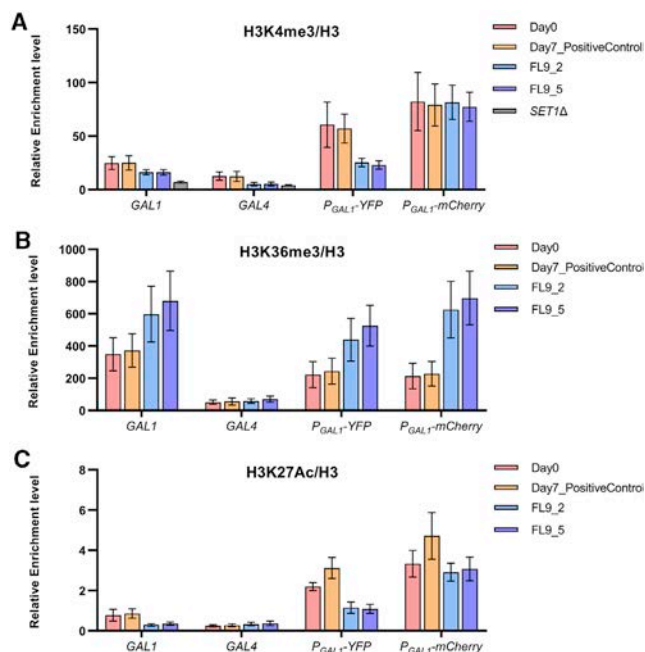 A
H3K4me3/H3
Relative Enrichment level
150
100
50
0
GAL1
GAL4
PGAL1-YFP
PGAL1-mCherry
Day0
Day7_PositiveControl
FL9_2
FL9_5
SET1Δ
B
H3K36me3/H3
Relative Enrichment level
1000
800
600
400
200
0
GAL1
GAL4
PGAL1-YFP
PGAL1-mCherry
Day0
Day7_PositiveControl
FL9_2
FL9_5
C
H3K27Ac/H3
Relative Enrichment level
8
6
4
2
0
GAL1
GAL4
PGAL1-YFP
PGAL1-mCherry
Day0
Day7_PositiveControl
FL9_2
FL9_5